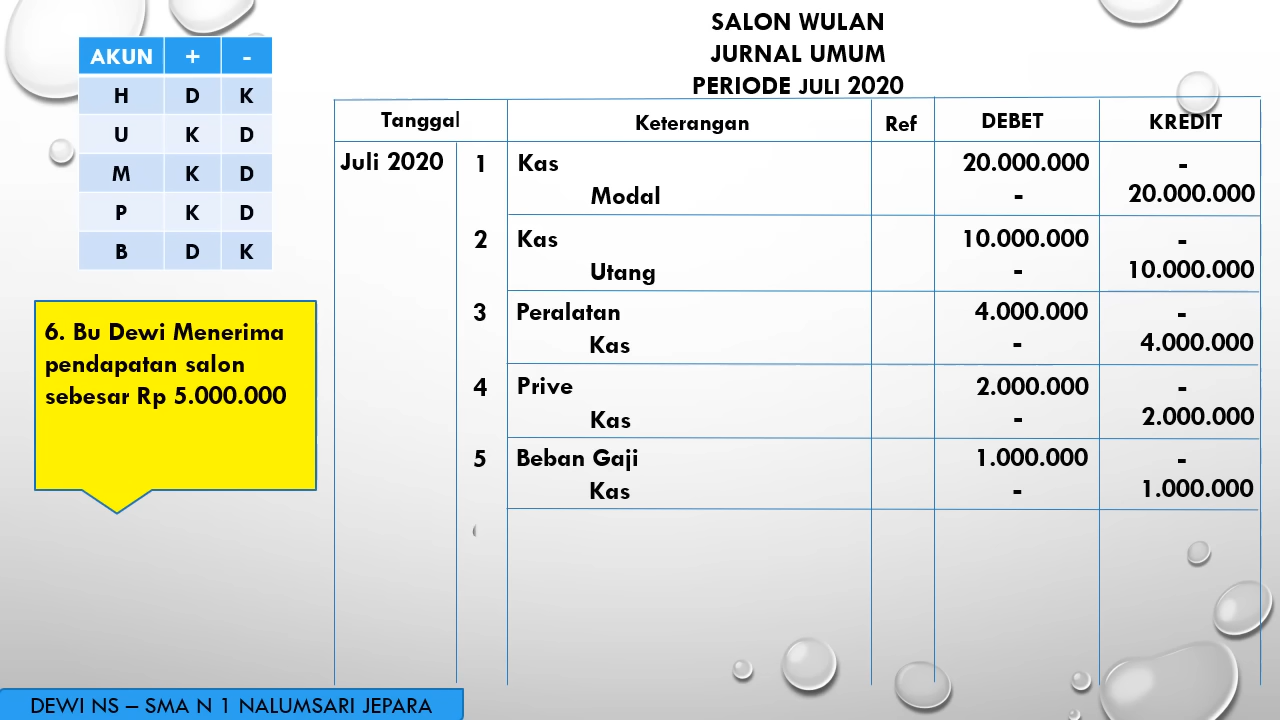 SALON WULAN
JURNAL UMUM
PERIODE JULI 2020
AKUN + -
H D K
U K D
M K D
P K D
B D K
6. Bu Dewi Menerima
pendapatan salon
sebesar Rp 5.000.000
Tanggal Keterangan Ref DEBET KREDIT
Juli 2020 1 Kas 20.000.000 -
Modal - 20.000.000
2 Kas 10.000.000 -
Utang - 10.000.000
3 Peralatan 4.000.000 -
Kas - 4.000.000
4 Prive 2.000.000 -
Kas - 2.000.000
5 Beban Gaji 1.000.000 -
Kas - 1.000.000
DEWI NS – SMA N 1 NALUMSARI JEPARA